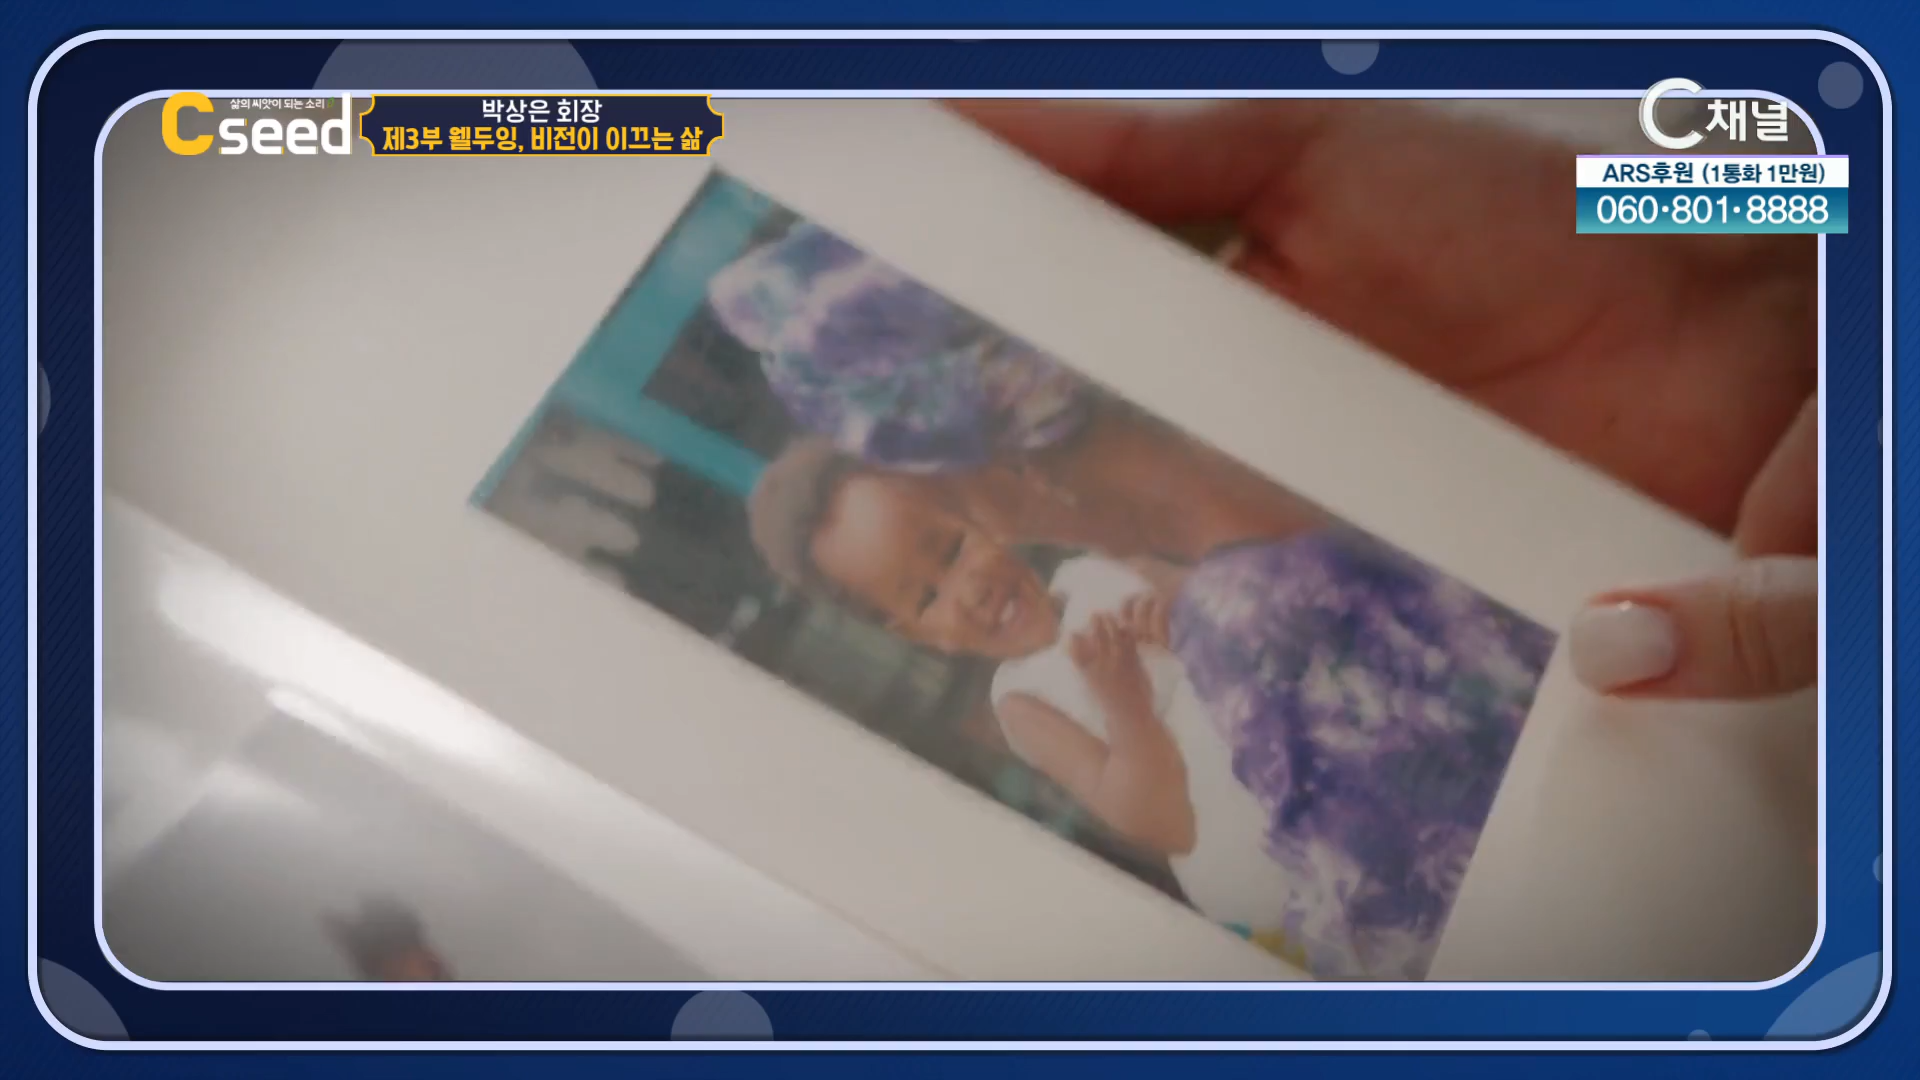 삶의 씨앗이 되는 소리
Cseed
박상은 회장
제3부 웰두잉, 비전이 이끄는 삶
C채널
ARS후원 (1통화 1만원)
060·801·8888